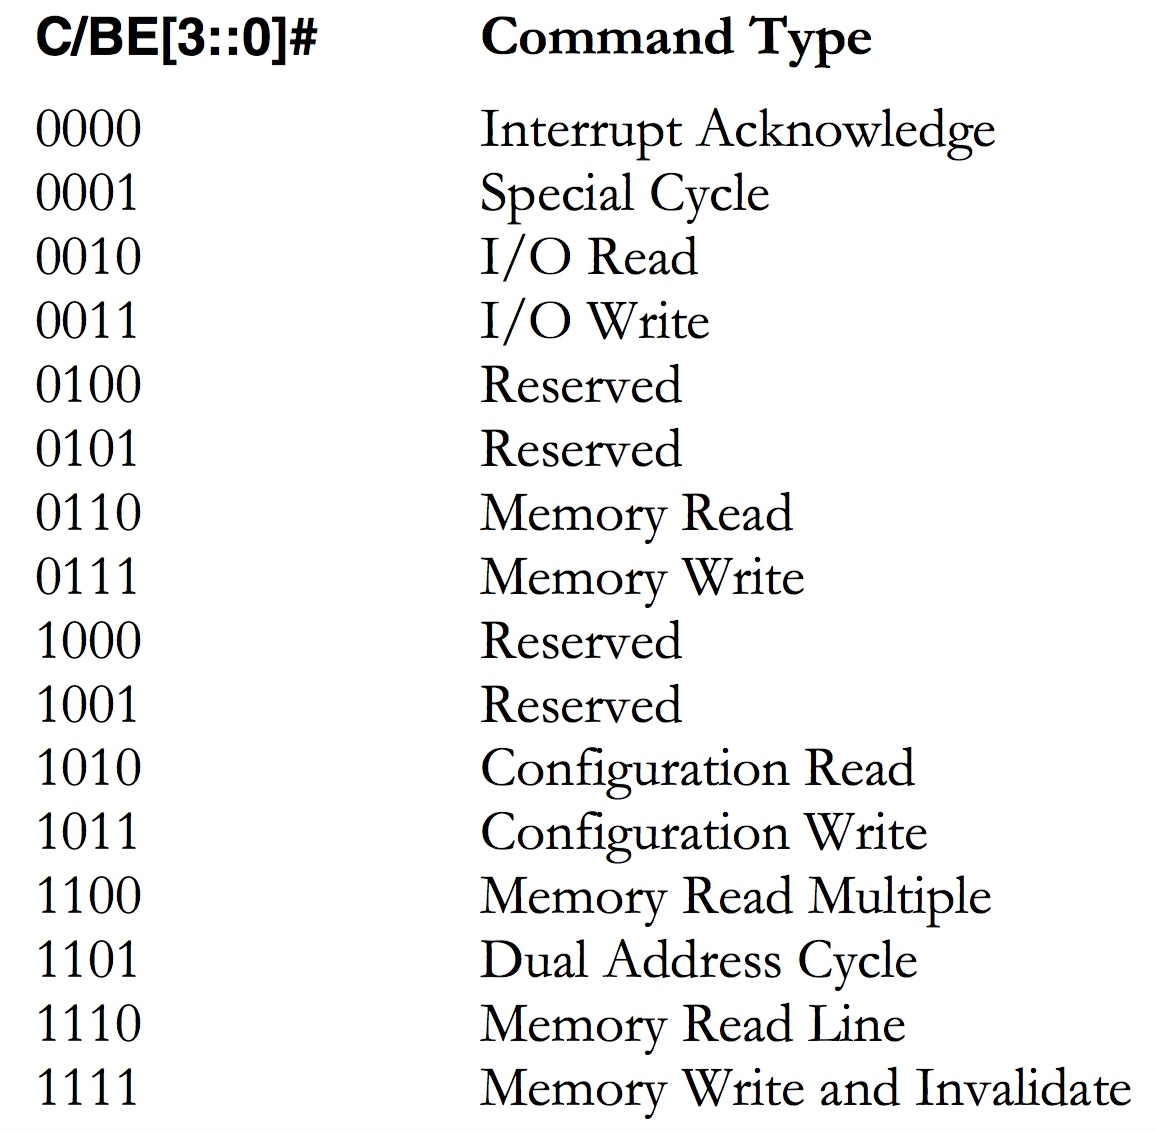 C/BE[3::0]# Command Type
0000 Interrupt Acknowledge
0001 Special Cycle
0010 I/O Read
0011 I/O Write
0100 Reserved
0101 Reserved
0110 Memory Read
0111 Memory Write
1000 Reserved
1001 Reserved
1010 Configuration Read
1011 Configuration Write
1100 Memory Read Multiple
1101 Dual Address Cycle
1110 Memory Read Line
1111 Memory Write and Invalidate